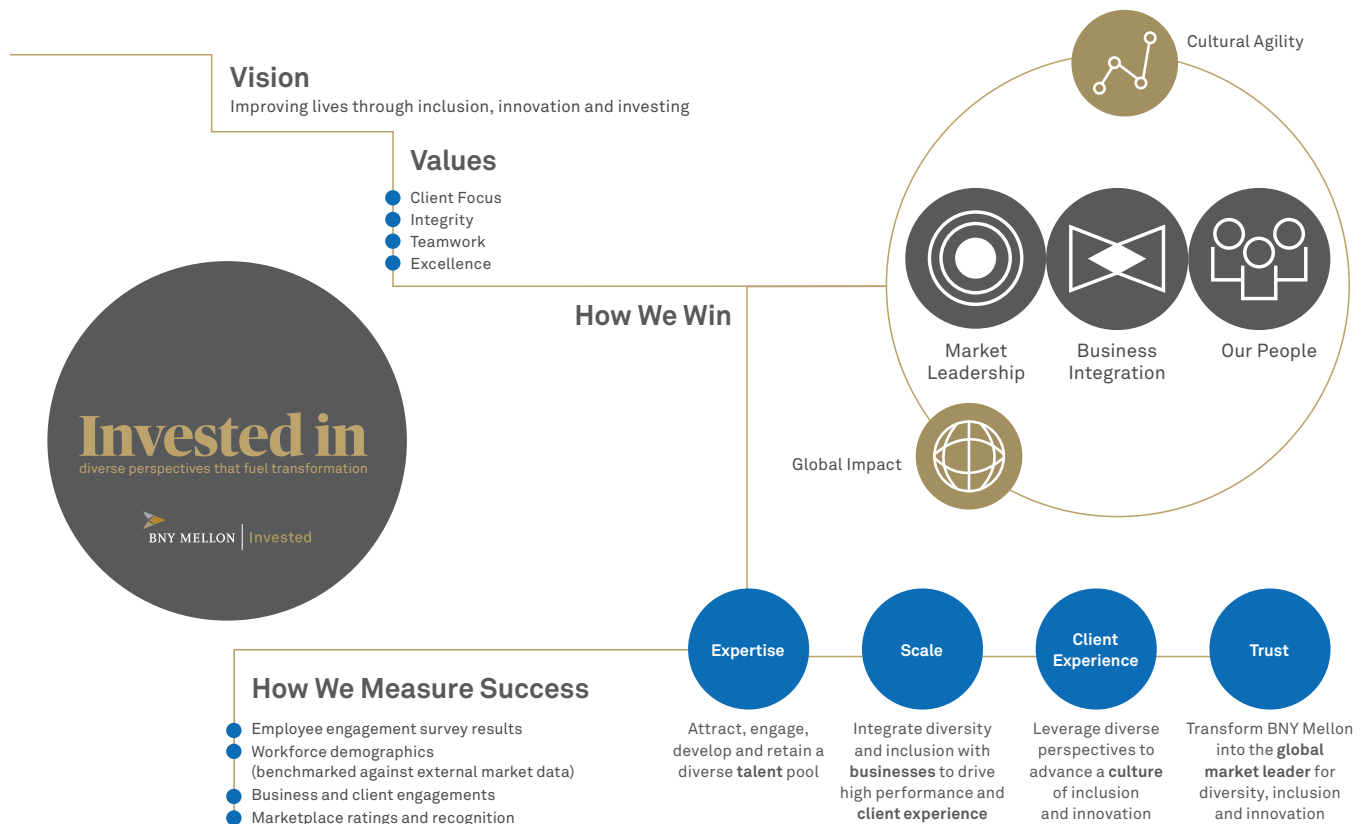 Vision
Improving lives through inclusion, innovation and investing
Values
Client Focus
Integrity
Teamwork
Excellence
How We Win
Cultural Agility
Market
Leadership
Business
Integration
Our People
Global Impact
Invested in
diverse perspectives that fuel transformation
BNY MELLON | Invested
Expertise
Attract, engage,
develop and retain a
diverse talent pool
Scale
Integrate diversity
and inclusion with
businesses to drive
high performance and
client experience
Client
Experience
Leverage diverse
perspectives to
advance a culture
of inclusion
and innovation
Trust
Transform BNY Mellon
into the global
market leader for
diversity, inclusion
and innovation
How We Measure Success
Employee engagement survey results
Workforce demographics
(benchmarked against external market data)
Business and client engagements
Marketplace ratings and recognition